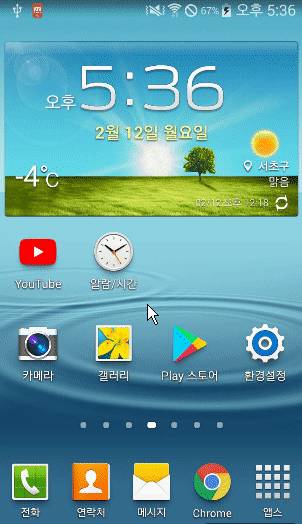 67% 오후 5:36
오후 5:36
2월 12일 월요일
-4°C
서초구
맑음
02/12 오후 12:18
YouTube 알람/시간
카메라 갤러리 Play 스토어 환경설정
전화 연락처 메시지 Chrome 앱스